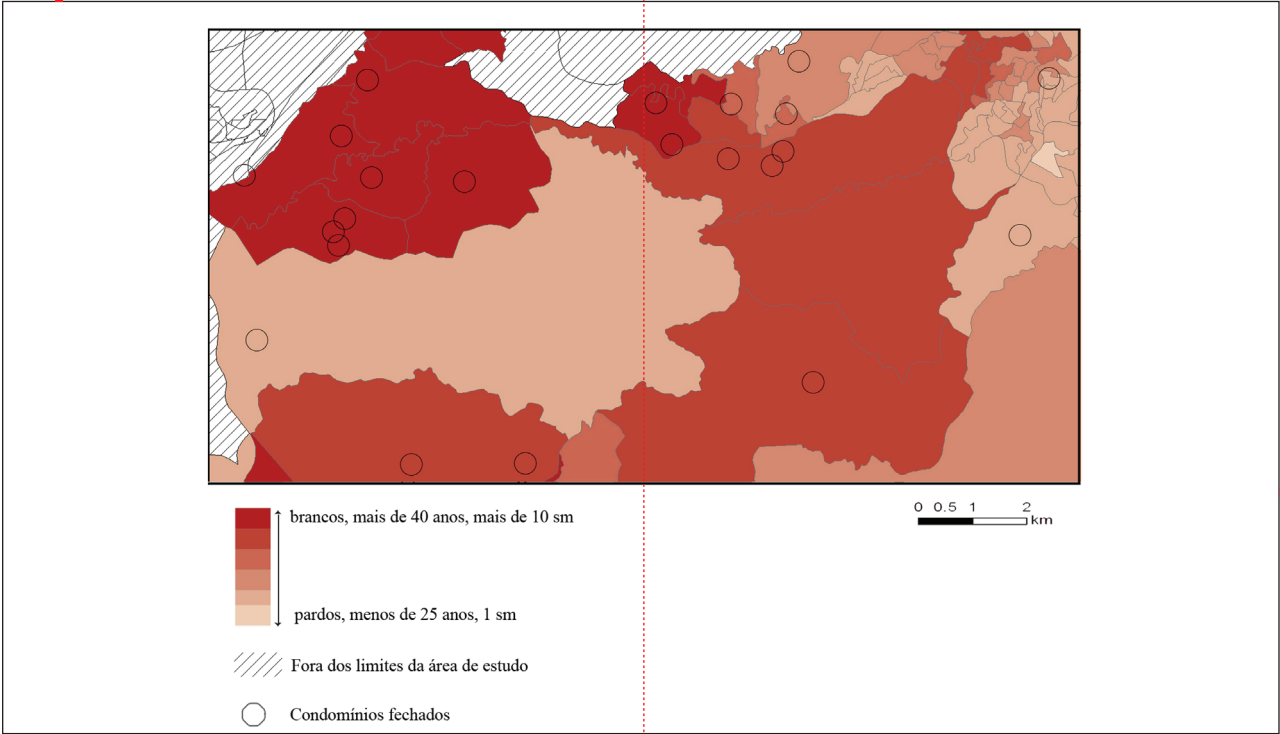 0 0.5 1 2
km
brancos, mais de 40 anos, mais de 10 sm
pardos, menos de 25 anos, 1 sm
Fora dos limites da área de estudo
Condomínios fechados